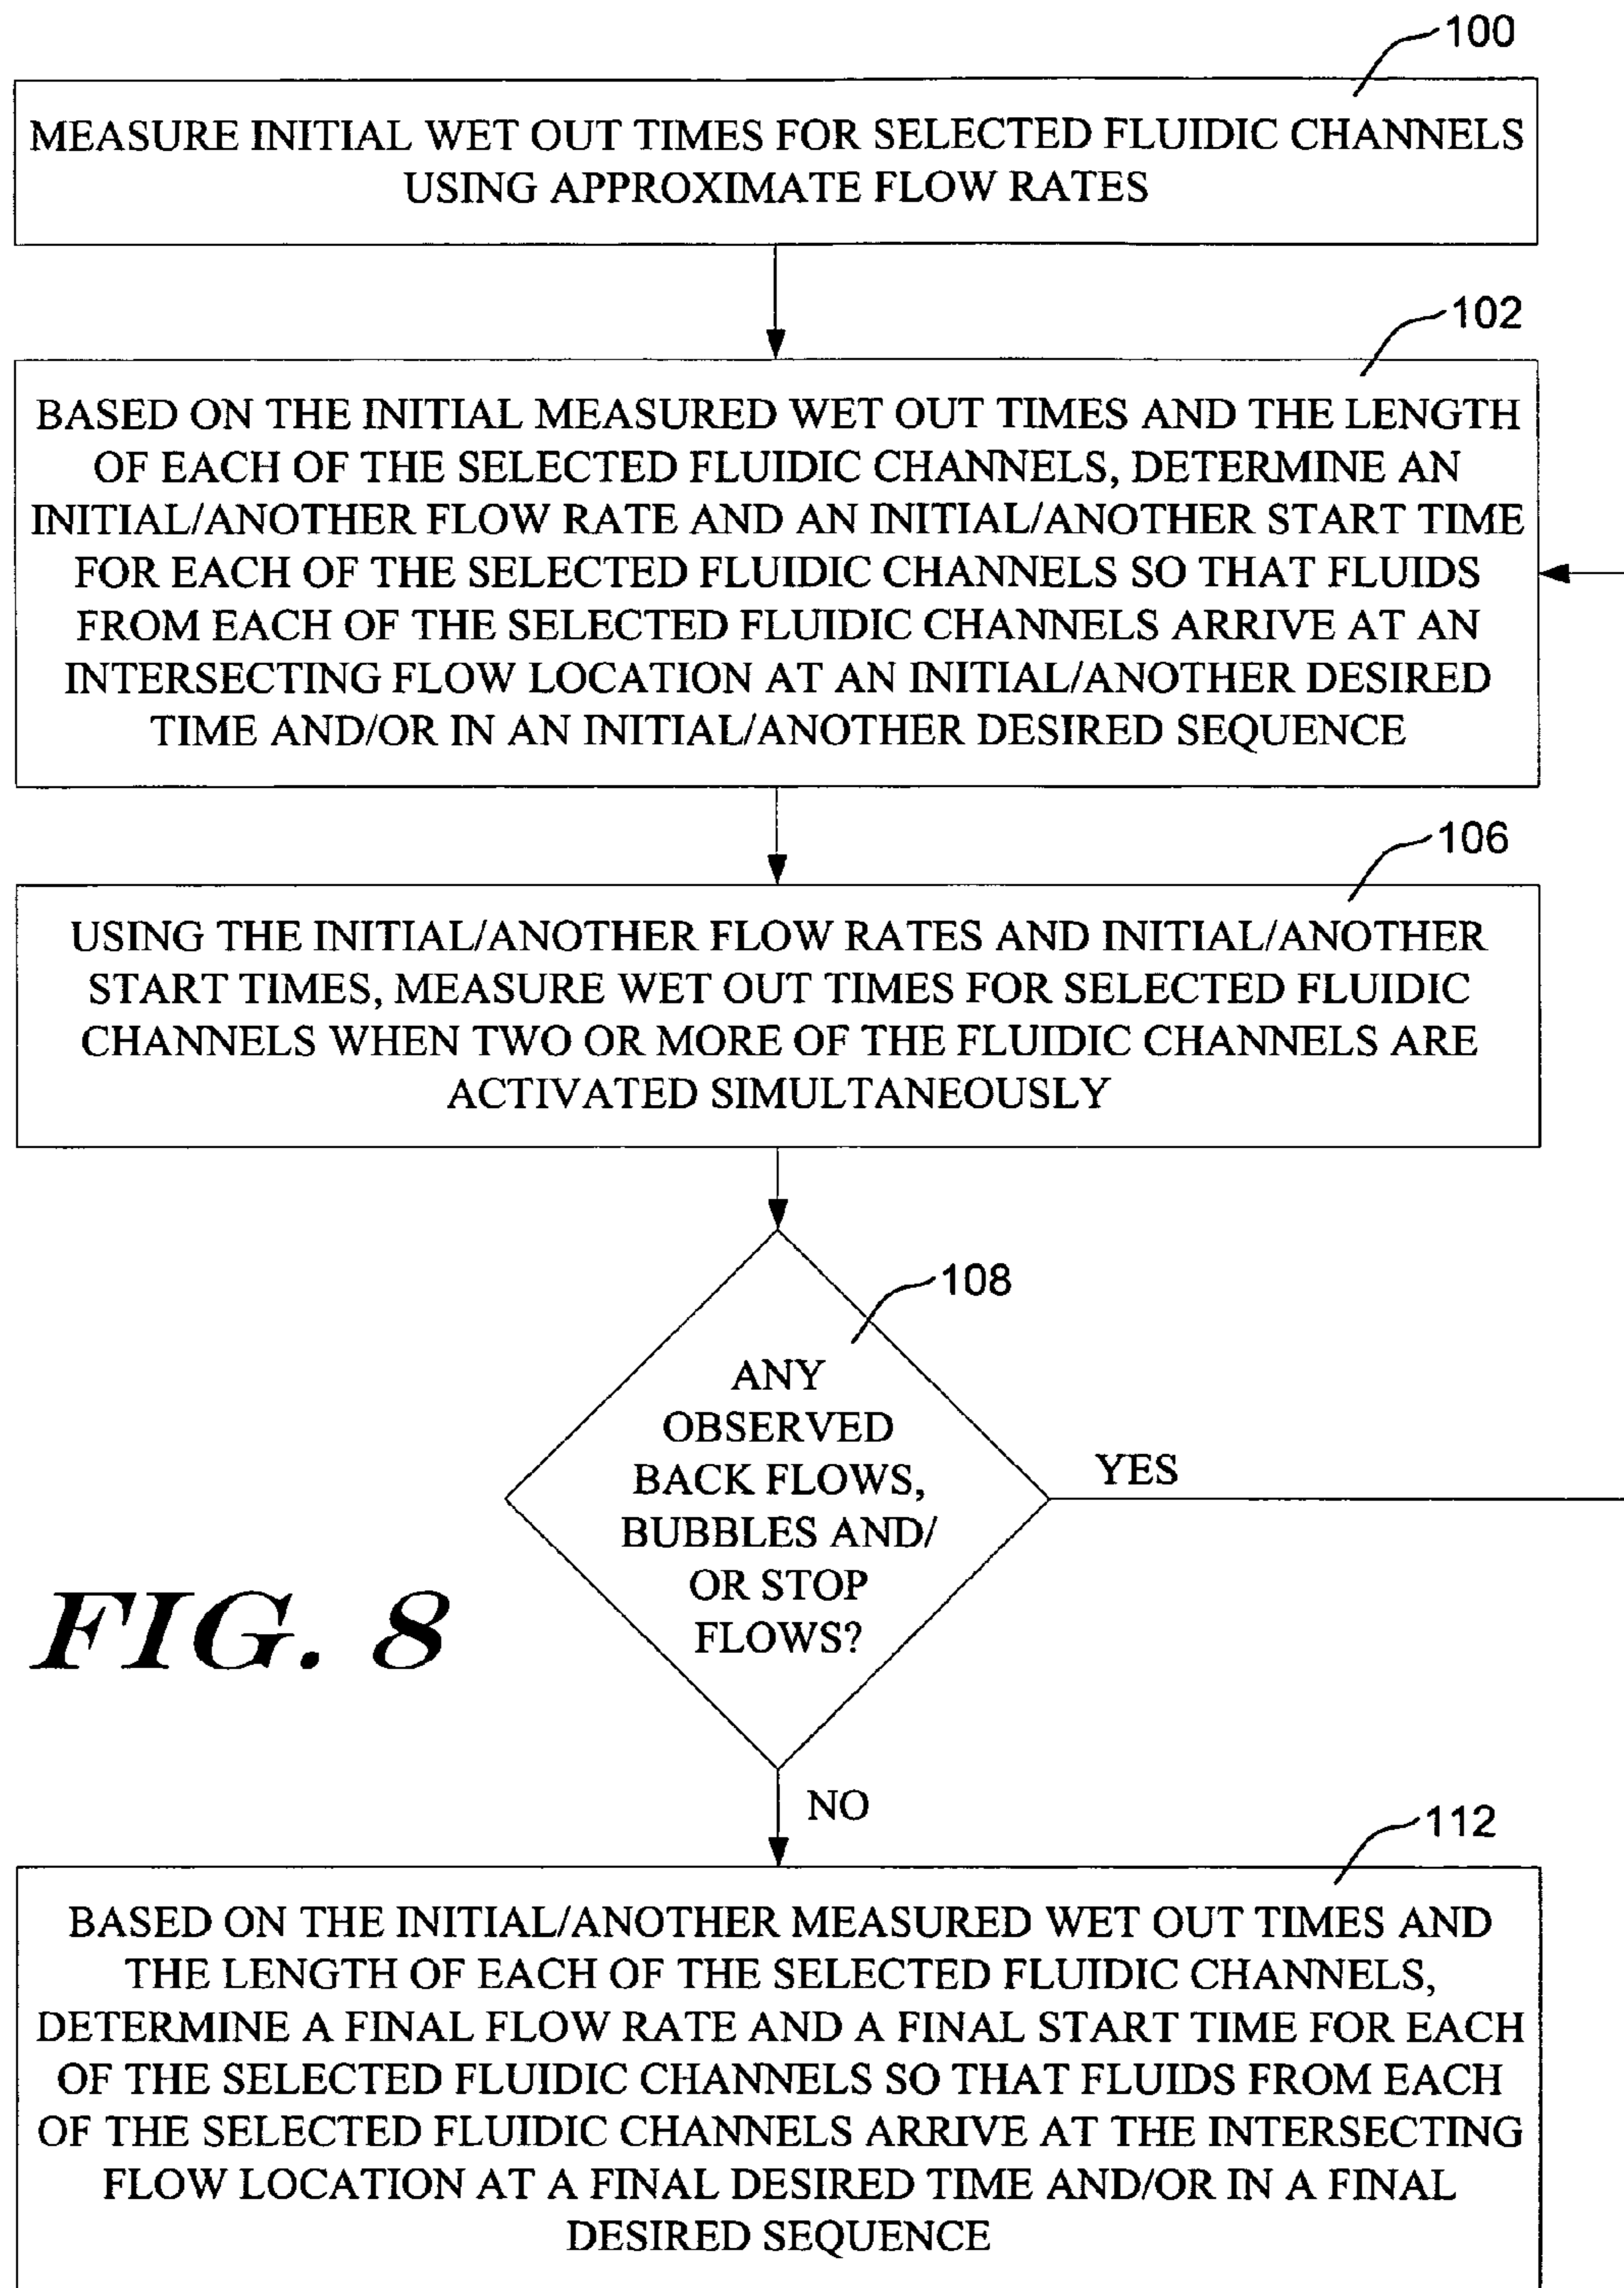 100
MEASURE INITIAL WET OUT TIMES FOR SELECTED FLUIDIC CHANNELS
USING APPROXIMATE FLOW RATES
102
BASED ON THE INITIAL MEASURED WET OUT TIMES AND THE LENGTH
OF EACH OF THE SELECTED FLUIDIC CHANNELS, DETERMINE AN
INITIAL/ANOTHER FLOW RATE AND AN INITIAL/ANOTHER START TIME
FOR EACH OF THE SELECTED FLUIDIC CHANNELS SO THAT FLUIDS
FROM EACH OF THE SELECTED FLUIDIC CHANNELS ARRIVE AT AN
INTERSECTING FLOW LOCATION AT AN INITIAL/ANOTHER DESIRED
TIME AND/OR IN AN INITIAL/ANOTHER DESIRED SEQUENCE
106
USING THE INITIAL/ANOTHER FLOW RATES AND INITIAL/ANOTHER
START TIMES, MEASURE WET OUT TIMES FOR SELECTED FLUIDIC
CHANNELS WHEN TWO OR MORE OF THE FLUIDIC CHANNELS ARE
ACTIVATED SIMULTANEOUSLY
108
ANY
OBSERVED
BACK FLOWS,
BUBBLES AND/
OR STOP
FLOWS?
YES
FIG. 8
NO
112
BASED ON THE INITIAL/ANOTHER MEASURED WET OUT TIMES AND
THE LENGTH OF EACH OF THE SELECTED FLUIDIC CHANNELS,
DETERMINE A FINAL FLOW RATE AND A FINAL START TIME FOR EACH
OF THE SELECTED FLUIDIC CHANNELS SO THAT FLUIDS FROM EACH
OF THE SELECTED FLUIDIC CHANNELS ARRIVE AT THE INTERSECTING
FLOW LOCATION AT A FINAL DESIRED TIME AND/OR IN A FINAL
DESIRED SEQUENCE